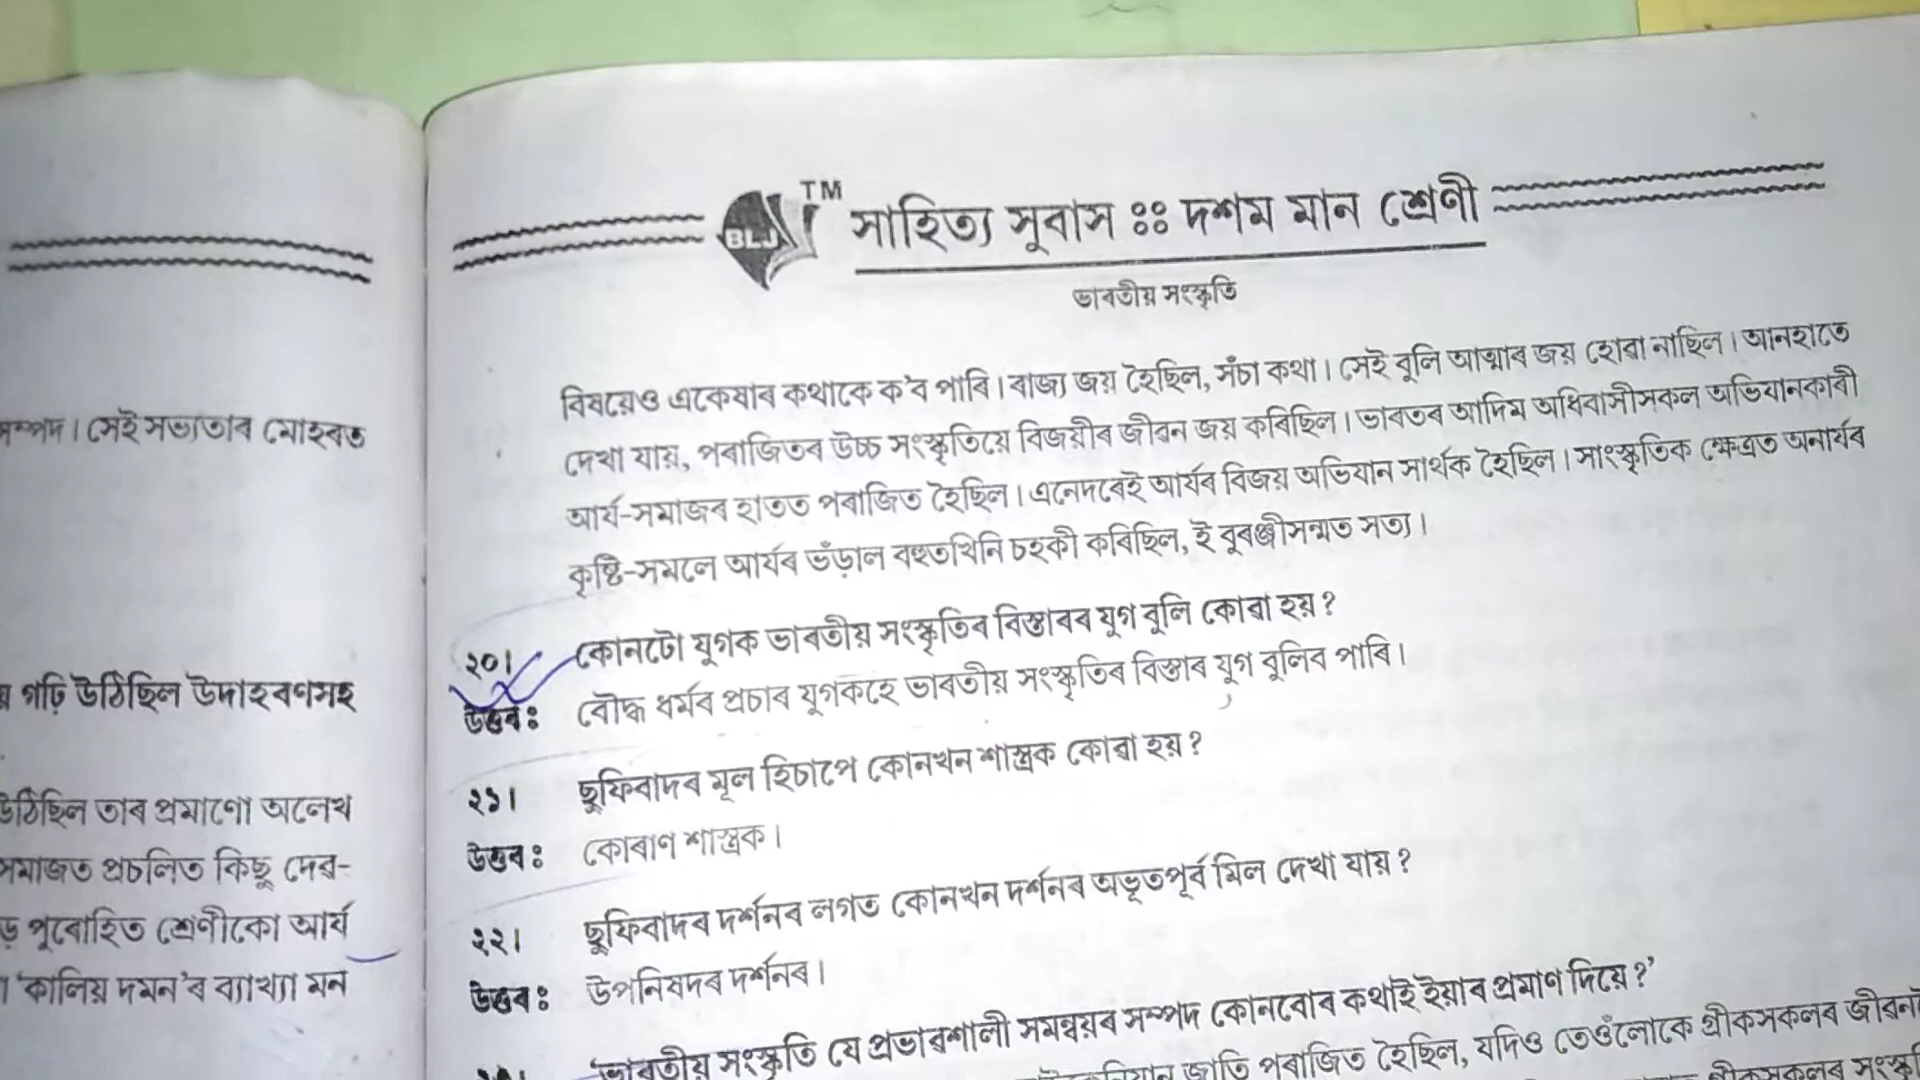 সম্পদ। সেই সভ্যতাৰ মোহৰত
গঢ়ি উঠিছিল উদাহৰণসহ
উঠিছিল তাৰ প্ৰমাণো অলেখ
সমাজত প্ৰচলিত কিছু দেৱ-
পুৰোহিত শ্ৰেণীকো আৰ্য
'কালিয় দমন'ৰ ব্যাখ্যা মন
BLJ TM সাহিত্য সুবাস ঃঃ দশম মান শ্ৰেণী
ভাৰতীয় সংস্কৃতি
বিষয়েও একেষাৰ কথাকে ক'ব পাৰি। ৰাজ্য জয় হৈছিল, সঁচা কথা। সেই বুলি আত্মাৰ জয় হোৱা নাছিল। আনহাতে
দেখা যায়, পৰাজিতৰ উচ্চ সংস্কৃতিয়ে বিজয়ীৰ জীৱন জয় কৰিছিল। ভাৰতৰ আদিম অধিবাসীসকল অভিযানকাৰী
আৰ্য-সমাজৰ হাতত পৰাজিত হৈছিল। এনেদৰেই আৰ্যৰ বিজয় অভিযান সাৰ্থক হৈছিল। সাংস্কৃতিক ক্ষেত্ৰত অনাৰ্যৰ
কৃষ্টি-সমলে আৰ্যৰ ভঁড়াল বহুতখিনি চহকী কৰিছিল, ই বুৰঞ্জীসন্মত সত্য।
২০। কোনটো যুগক ভাৰতীয় সংস্কৃতিৰ বিস্তাৰৰ যুগ বুলি কোৱা হয়?
উত্তৰঃ বৌদ্ধ ধৰ্মৰ প্ৰচাৰ যুগকহে ভাৰতীয় সংস্কৃতিৰ বিস্তাৰ যুগ বুলিব পাৰি।
২১। ছুফিবাদৰ মূল হিচাপে কোনখন শাস্ত্ৰক কোৱা হয়?
উত্তৰঃ কোৰাণ শাস্ত্ৰক।
২২। ছুফিবাদৰ দৰ্শনৰ লগত কোনখন দৰ্শনৰ অভূতপূৰ্ব মিল দেখা যায়?
উত্তৰঃ উপনিষদৰ দৰ্শনৰ।
'ভাৰতীয় সংস্কৃতি যে প্ৰভাৱশালী সমন্বয়ৰ সম্পদ কোনবোৰ কথাই ইয়াৰ প্ৰমাণ দিয়ে?'
জাতি পৰাজিত হৈছিল, যদিও তেওঁলোকে গ্ৰীকসকলৰ